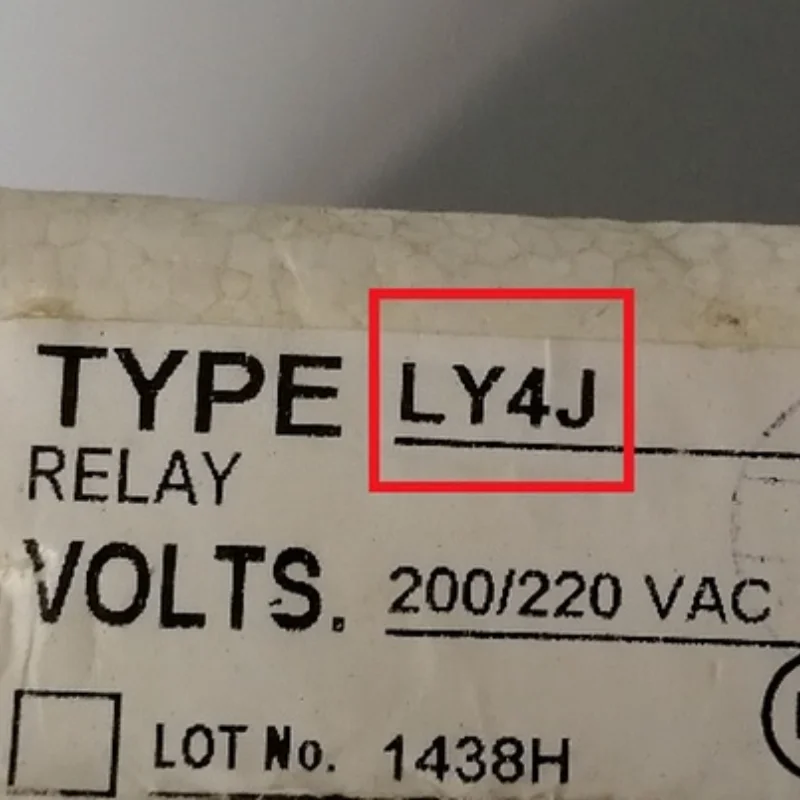 TYPE LY4J
RELAY
VOLTS. 200/220 VAC
LOT No. 1438H